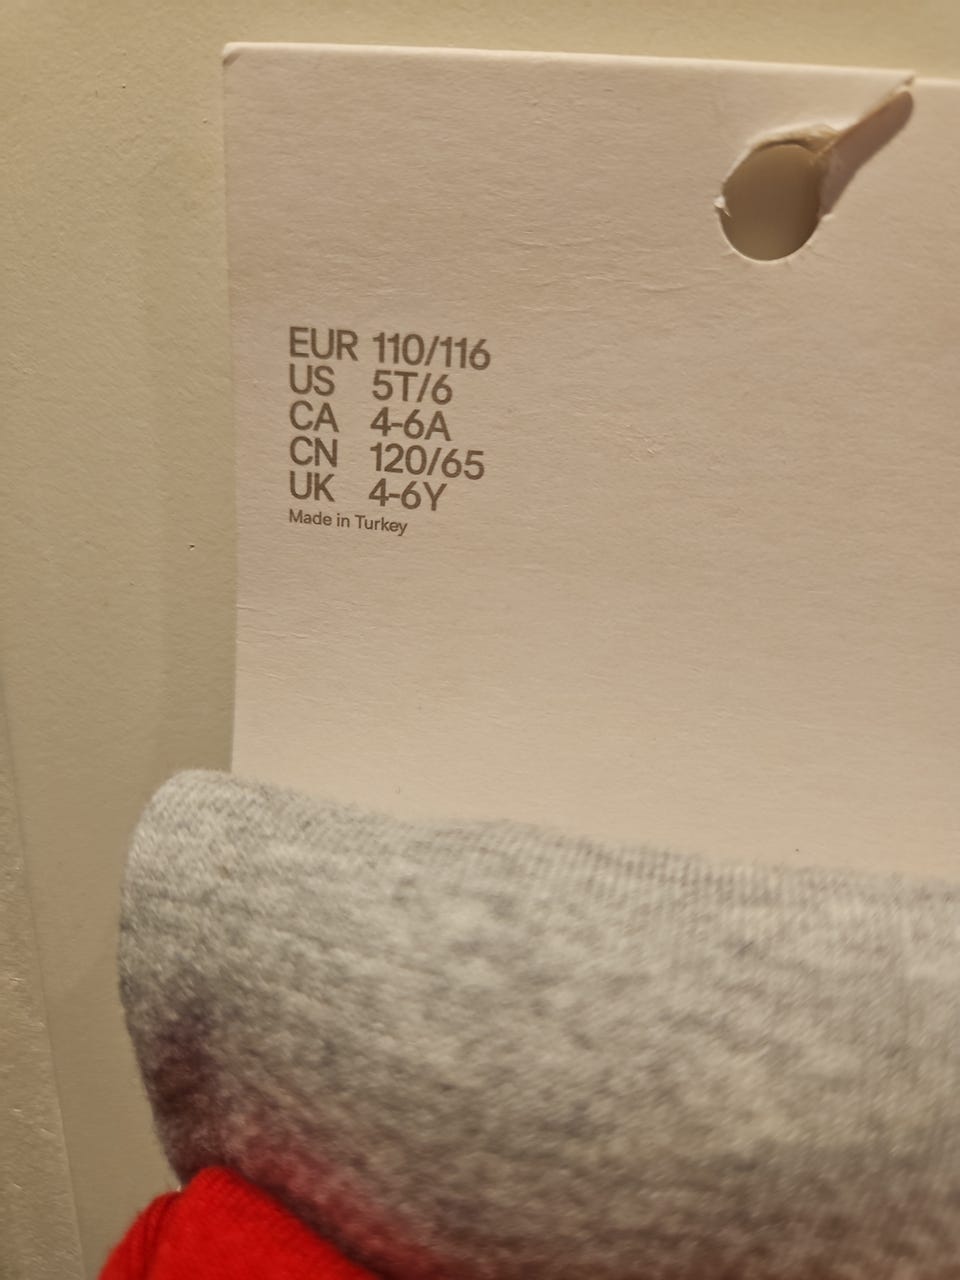 EUR 110/116
US 5T/6
CA 4-6A
CN 120/65
UK 4-6Y
Made in Turkey